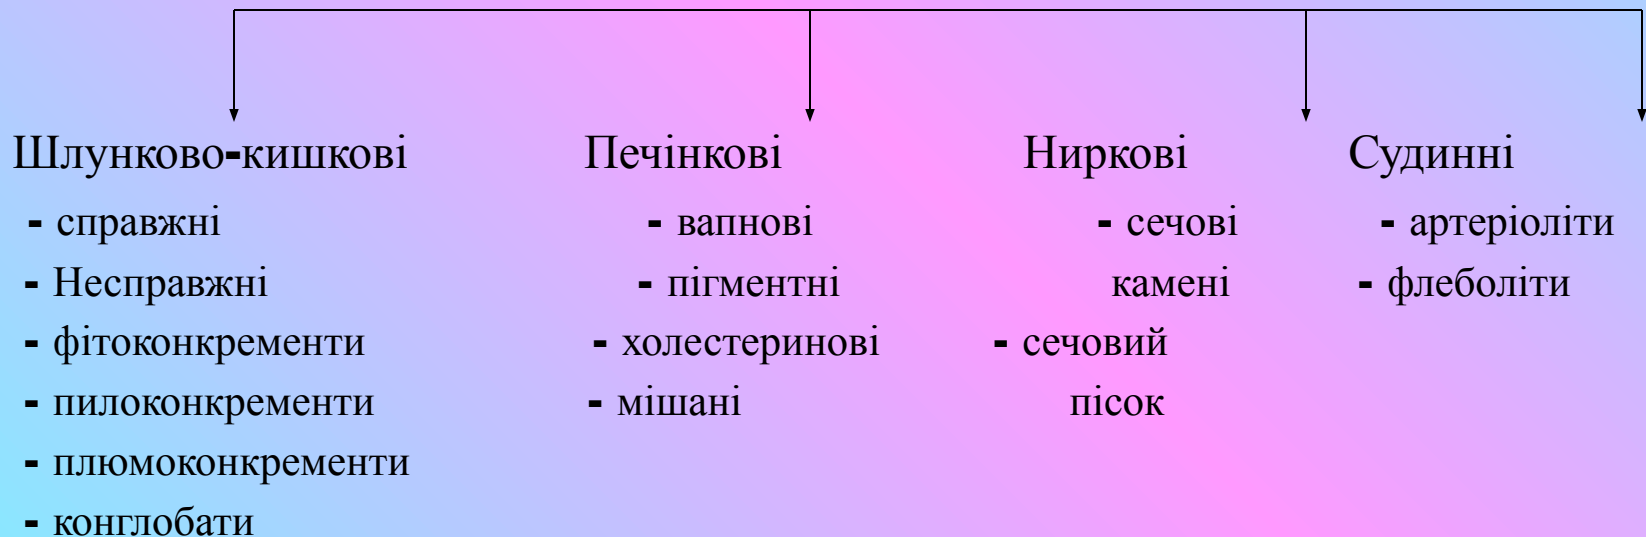 Шлунково-кишкові
- справжні
- Несправжні
- фітоконкременти
- пилоконкременти
- плюмоконкременти
- конглобати
Печінкові
- вапнові
- пігментні
- холестеринові
- мішані
Ниркові
- сечові
камені
- сечовий
пісок
Судинні
- артеріоліти
- флеболіти